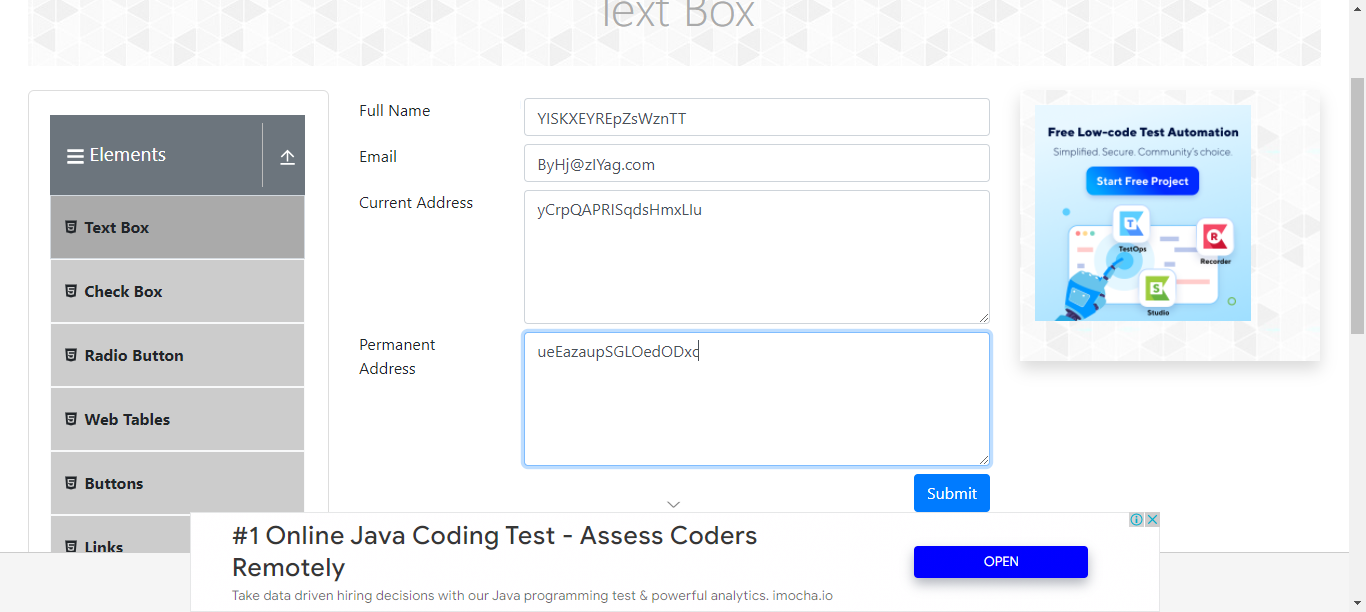 Text Box
Elements
Text Box
Check Box
Radio Button
Web Tables
Buttons
Links
Full Name
YISKXEYREpZsWznTT
Email
ByHj@zIYag.com
Current Address
yCrpQAPRISqdsHmxLIu
Permanent
Address
ueEazaupSGLOedODxc
Submit
Free Low-code Test Automation
Simplified. Secure. Community's choice.
Start Free Project
TestOps
Recorder
Studio
#1 Online Java Coding Test - Assess Coders
Remotely
Take data driven hiring decisions with our Java programming test & powerful analytics. imocha.io
OPEN